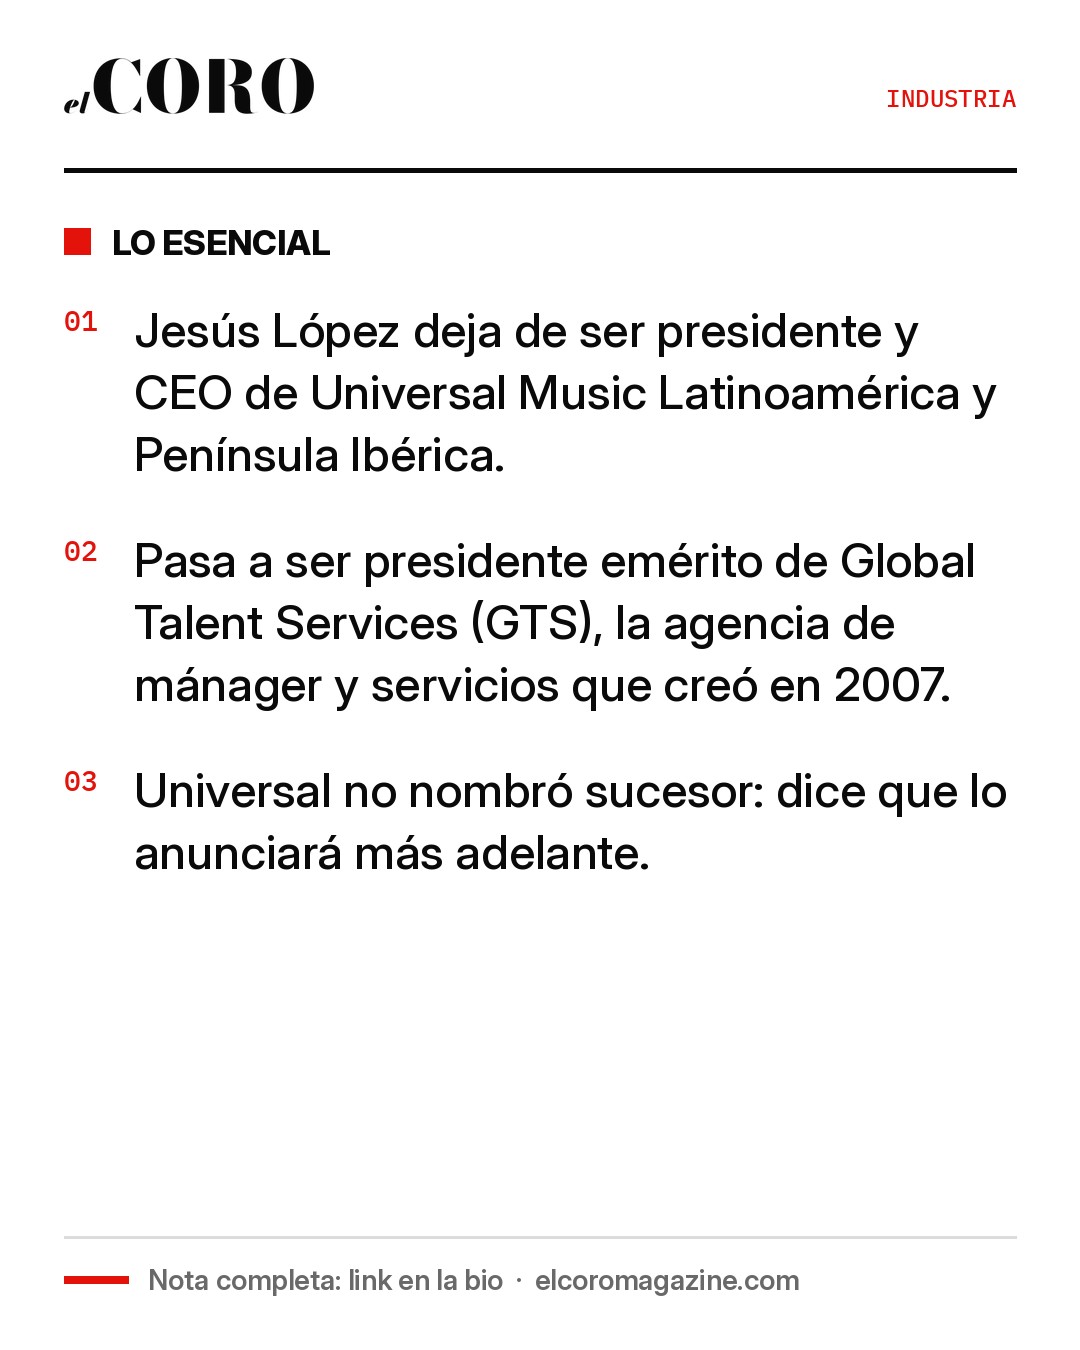 elCORO
INDUSTRIA
LO ESENCIAL
01 Jesús López deja de ser presidente y
CEO de Universal Music Latinoamérica y
Península Ibérica.
02 Pasa a ser presidente emérito de Global
Talent Services (GTS), la agencia de
mánager y servicios que creó en 2007.
03 Universal no nombró sucesor: dice que lo
anunciará más adelante.
Nota completa: link en la bio · elcoromagazine.com